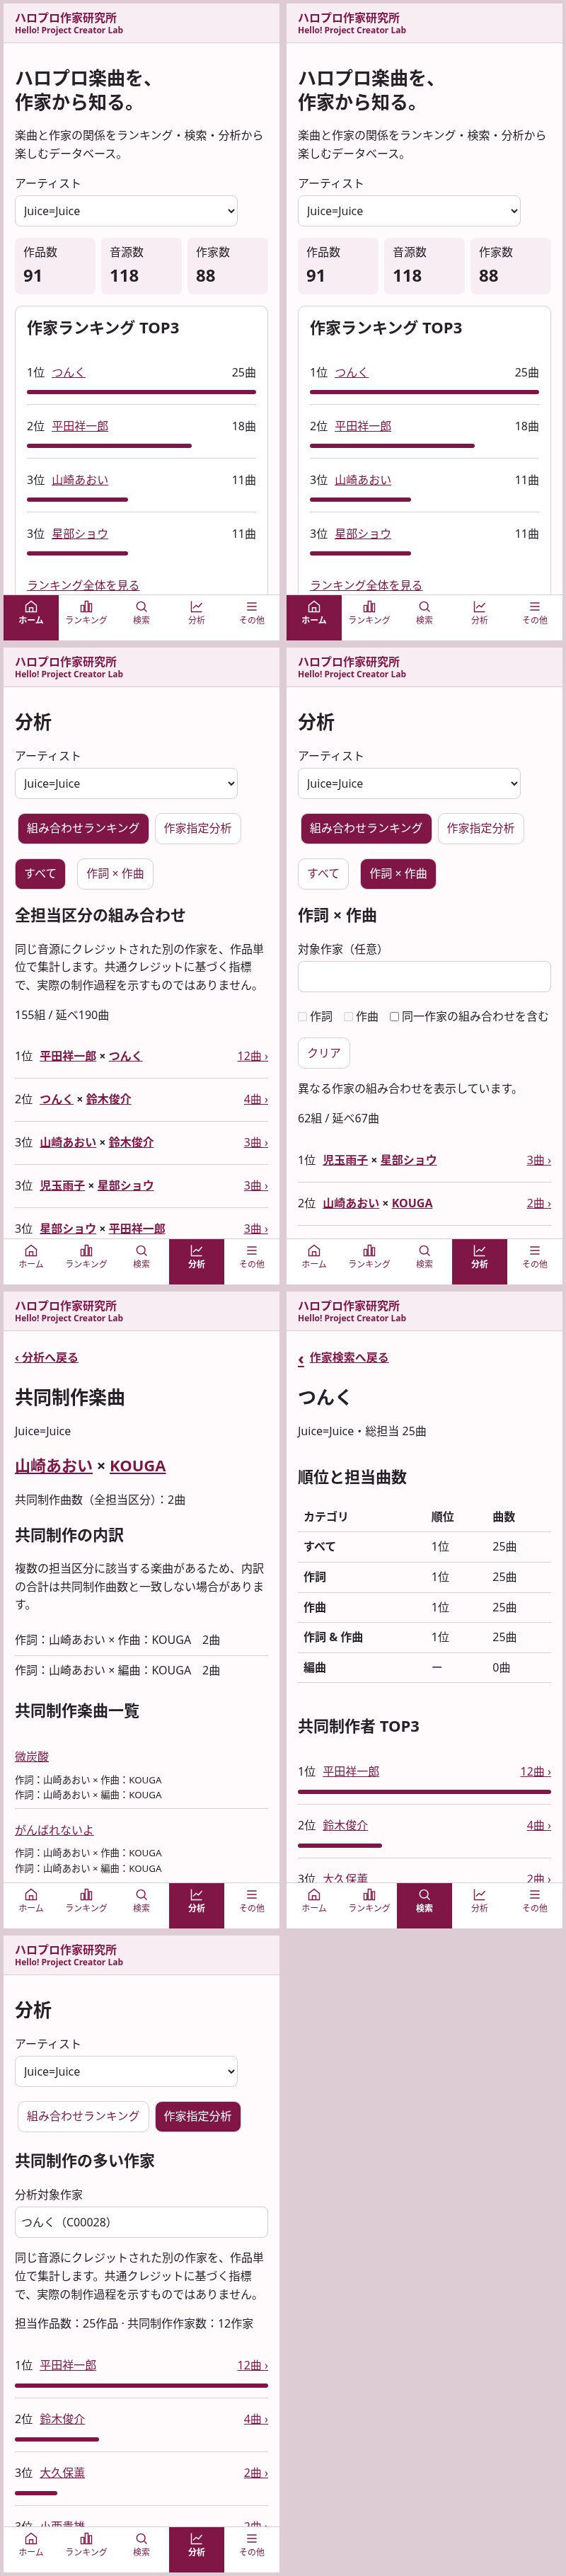 ハロプロ作家研究所
Hello! Project Creator Lab
ハロプロ楽曲を、
作家から知る。
楽曲と作家の関係をランキング・検索・分析から
楽しむデータベース。
アーティスト
Juice=Juice
作品数 音源数 作家数
91 118 88
作家ランキング TOP3
1位 つんく 25曲
2位 平田祥一郎 18曲
3位 山崎あおい 11曲
3位 星部ショウ 11曲
ランキング全体を見る
ホーム ランキング 検索 分析 その他
ハロプロ作家研究所
Hello! Project Creator Lab
ハロプロ楽曲を、
作家から知る。
楽曲と作家の関係をランキング・検索・分析から
楽しむデータベース。
アーティスト
Juice=Juice
作品数 音源数 作家数
91 118 88
作家ランキング TOP3
1位 つんく 25曲
2位 平田祥一郎 18曲
3位 山崎あおい 11曲
3位 星部ショウ 11曲
ランキング全体を見る
ホーム ランキング 検索 分析 その他
ハロプロ作家研究所
Hello! Project Creator Lab
分析
アーティスト
Juice=Juice
組み合わせランキング 作家指定分析
すべて 作詞 × 作曲
全担当区分の組み合わせ
同じ音源にクレジットされた別の作家を、作品単
位で集計します。共通クレジットに基づく指標
で、実際の制作過程を示すものではありません。
155組 / 延べ190曲
1位 平田祥一郎 × つんく 12曲 ›
2位 つんく × 鈴木俊介 4曲 ›
3位 山崎あおい × 鈴木俊介 3曲 ›
3位 児玉雨子 × 星部ショウ 3曲 ›
3位 星部ショウ × 平田祥一郎 3曲 ›
ホーム ランキング 検索 分析 その他
ハロプロ作家研究所
Hello! Project Creator Lab
分析
アーティスト
Juice=Juice
組み合わせランキング 作家指定分析
すべて 作詞 × 作曲
作詞 × 作曲
対象作家（任意）
作詞 作曲 同一作家の組み合わせを含む
クリア
異なる作家の組み合わせを表示しています。
62組 / 延べ67曲
1位 児玉雨子 × 星部ショウ 3曲 ›
2位 山崎あおい × KOUGA 2曲 ›
ホーム ランキング 検索 分析 その他
ハロプロ作家研究所
Hello! Project Creator Lab
‹ 分析へ戻る
共同制作楽曲
Juice=Juice
山崎あおい × KOUGA
共同制作曲数（全担当区分）：2曲
共同制作の内訳
複数の担当区分に該当する楽曲があるため、内訳
の合計は共同制作曲数と一致しない場合がありま
す。
作詞：山崎あおい × 作曲：KOUGA 2曲
作詞：山崎あおい × 編曲：KOUGA 2曲
共同制作楽曲一覧
微炭酸
作詞：山崎あおい × 作曲：KOUGA
作詞：山崎あおい × 編曲：KOUGA
がんばれないよ
作詞：山崎あおい × 作曲：KOUGA
作詞：山崎あおい × 編曲：KOUGA
ホーム ランキング 検索 分析 その他
ハロプロ作家研究所
Hello! Project Creator Lab
‹ 作家検索へ戻る
つんく
Juice=Juice・総担当 25曲
順位と担当曲数
カテゴリ 順位 曲数
すべて 1位 25曲
作詞 1位 25曲
作曲 1位 25曲
作詞 & 作曲 1位 25曲
編曲 ー 0曲
共同制作者 TOP3
1位 平田祥一郎 12曲 ›
2位 鈴木俊介 4曲 ›
3位 大久保薫 2曲 ›
ホーム ランキング 検索 分析 その他
ハロプロ作家研究所
Hello! Project Creator Lab
分析
アーティスト
Juice=Juice
組み合わせランキング 作家指定分析
共同制作の多い作家
分析対象作家
つんく（C00028）
同じ音源にクレジットされた別の作家を、作品単
位で集計します。共通クレジットに基づく指標
で、実際の制作過程を示すものではありません。
担当作品数：25作品 · 共同制作作家数：12作家
1位 平田祥一郎 12曲 ›
2位 鈴木俊介 4曲 ›
3位 大久保薫 2曲 ›
3位 2曲 ›
ホーム ランキング 検索 分析 その他